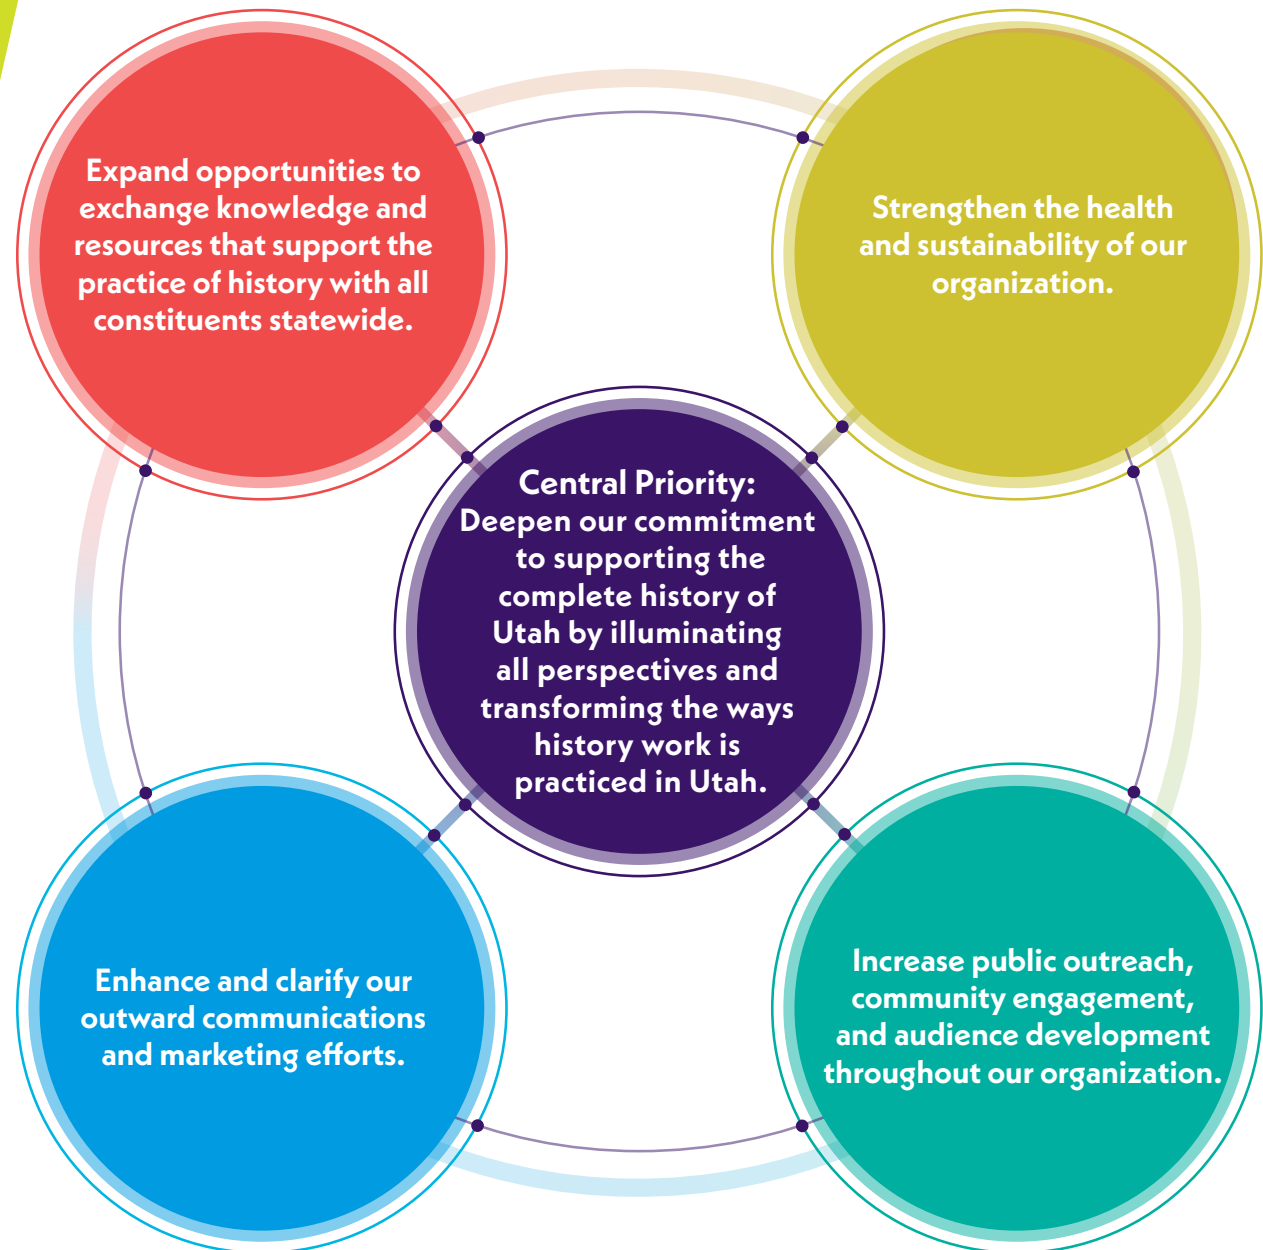 Expand opportunities to
exchange knowledge and
resources that support the
practice of history with all
constituents statewide.
Strengthen the health
and sustainability of our
organization.
Central Priority:
Deepen our commitment
to supporting the
complete history of
Utah by illuminating
all perspectives and
transforming the ways
history work is
practiced in Utah.
Enhance and clarify our
outward communications
and marketing efforts.
Increase public outreach,
community engagement,
and audience development
throughout our organization.